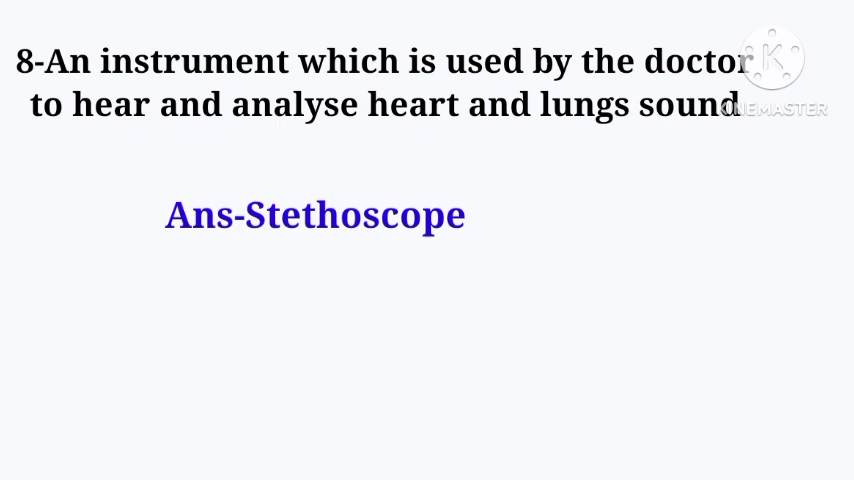 8-An instrument which is used by the doctor
to hear and analyse heart and lungs sound
KINEMASTER
Ans-Stethoscope